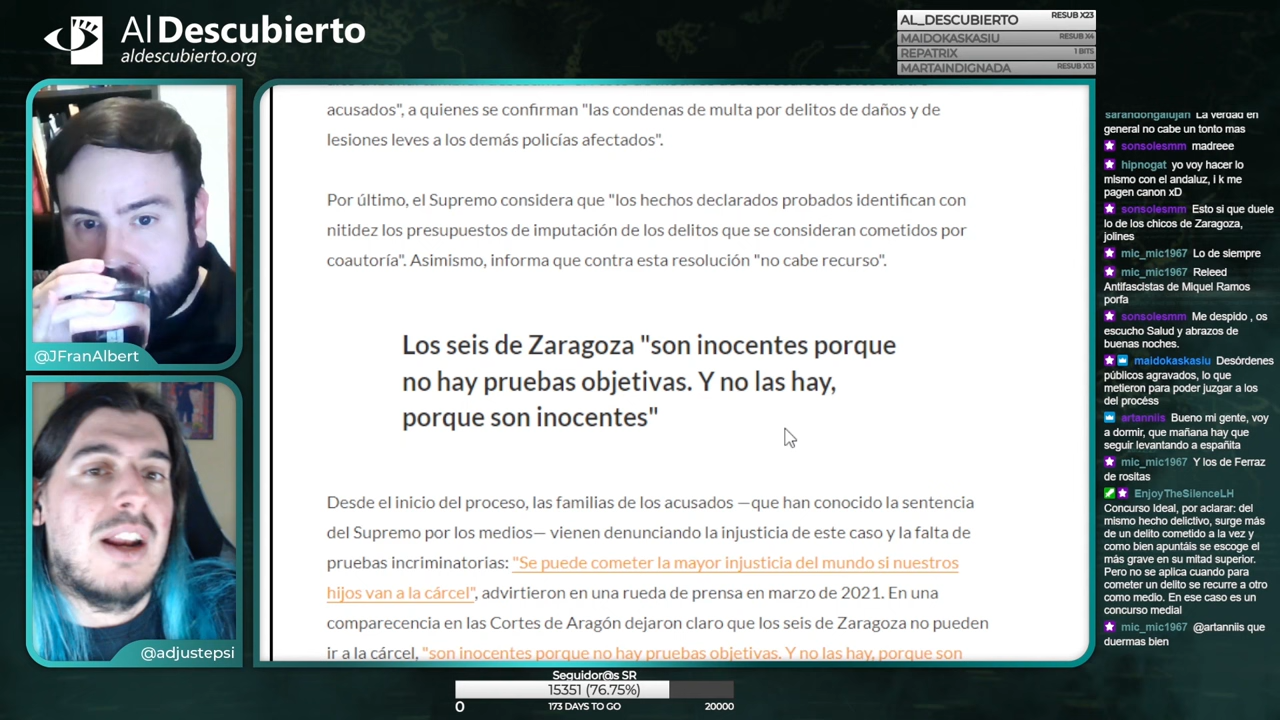 Al Descubierto
aldescubierto.org
AL_DESCUBIERTO RESUB X23
MAIDOKASKASIU RESUB X4
REPATRIX 1 BITS
MARTAINDIGNADA RESUB X13
@JFranAlbert
@adjustepsi
acusados", a quienes se confirman "las condenas de multa por delitos de daños y de
lesiones leves a los demás policías afectados".
Por último, el Supremo considera que "los hechos declarados probados identifican con
nitidez los presupuestos de imputación de los delitos que se consideran cometidos por
coautoría". Asimismo, informa que contra esta resolución "no cabe recurso".
Los seis de Zaragoza "son inocentes porque
no hay pruebas objetivas. Y no las hay,
porque son inocentes"
Desde el inicio del proceso, las familias de los acusados —que han conocido la sentencia
del Supremo por los medios— vienen denunciando la injusticia de este caso y la falta de
pruebas incriminatorias: "Se puede cometer la mayor injusticia del mundo si nuestros
hijos van a la cárcel", advirtieron en una rueda de prensa en marzo de 2021. En una
comparecencia en las Cortes de Aragón dejaron claro que los seis de Zaragoza no pueden
ir a la cárcel, "son inocentes porque no hay pruebas objetivas. Y no las hay, porque son
sarandongalujan La verdad en
general no cabe un tonto mas
sonsolesmm madreee
hipnogat yo voy hacer lo
mismo con el andaluz, i k me
pagen canon xD
sonsolesmm Esto si que duele
lo de los chicos de Zaragoza,
jolines
mic_mic1967 Lo de siempre
mic_mic1967 Releed
Antifascistas de Miquel Ramos
porfa
sonsolesmm Me despido , os
escucho Salud y abrazos de
buenas noches.
maidokaskasiu Desórdenes
públicos agravados, lo que
metieron para poder juzgar a los
del procéss
artanniis Bueno mi gente, voy
a dormir, que mañana hay que
seguir levantando a españita
mic_mic1967 Y los de Ferraz
de rositas
EnjoyTheSilenceLH
Concurso Ideal, por aclarar: del
mismo hecho delictivo, surge más
de un delito cometido a la vez y
como bien apuntáis se escoge el
más grave en su mitad superior.
Pero no se aplica cuando para
cometer un delito se recurre a otro
como medio. En ese caso es un
concurso medial
mic_mic1967 @artanniis que
duermas bien
Seguidor@s SR
15351 (76.75%)
0 173 DAYS TO GO 20000